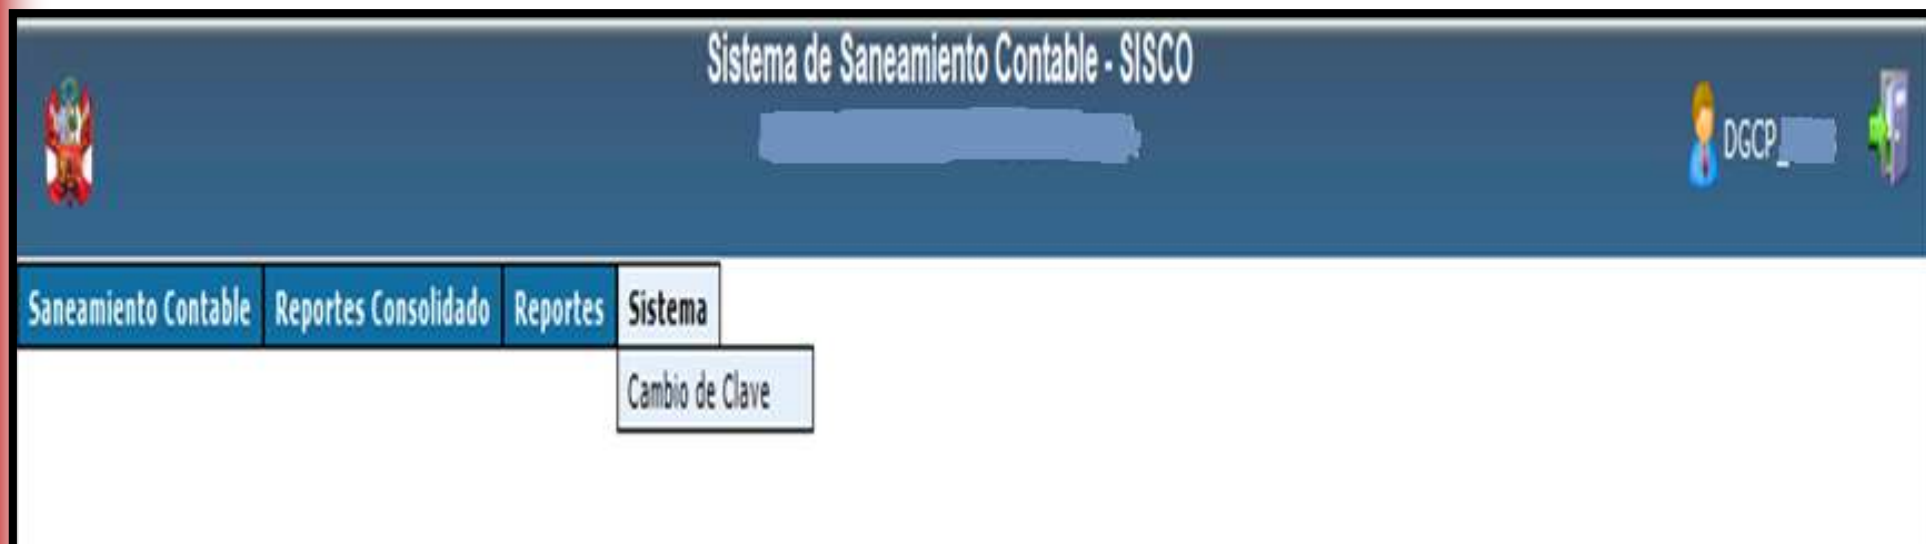 Sistema de Saneamiento Contable - SISCO
DGCP_
Saneamiento Contable
Reportes Consolidado
Reportes
Sistema
Cambio de Clave